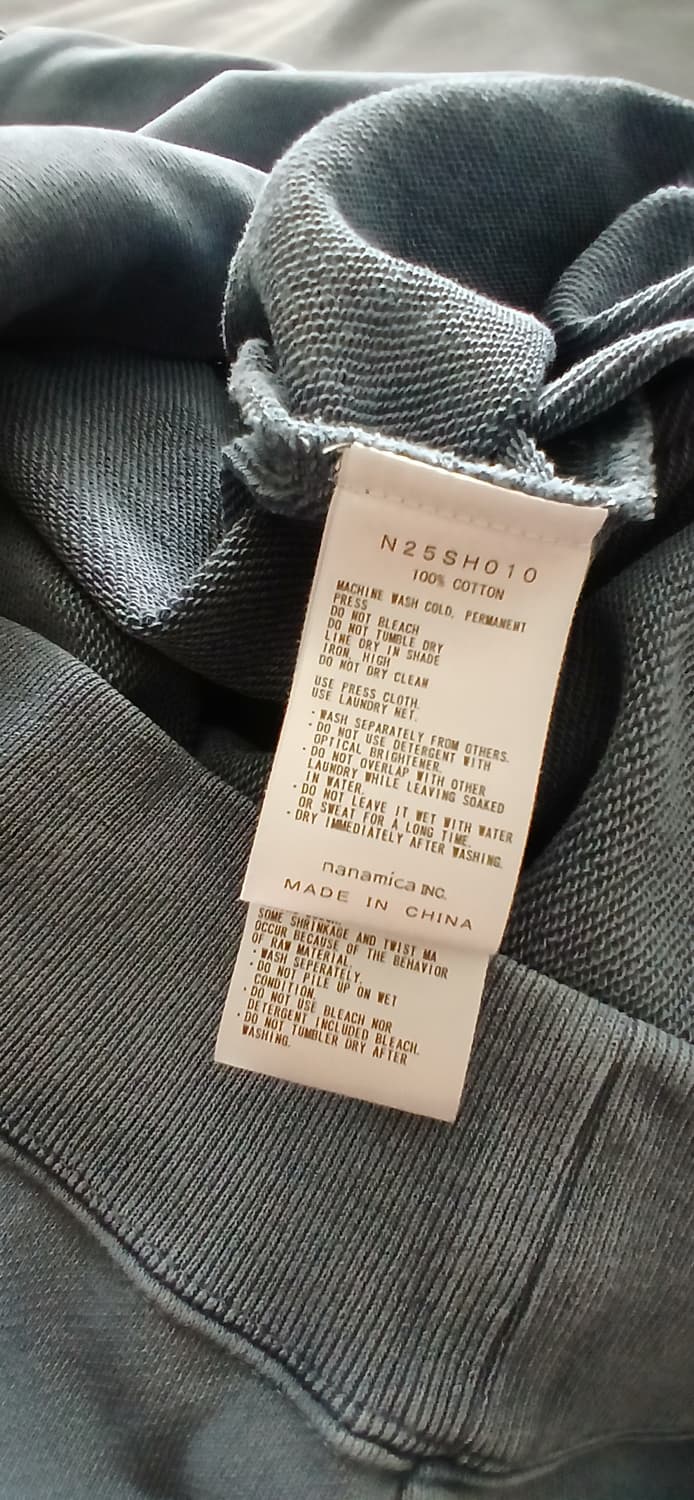 N25SH010
100% COTTON
MACHINE WASH COLD, PERMANENT
PRESS
DO NOT BLEACH
DO NOT TUMBLE DRY
LINE DRY IN SHADE
IRON, HIGH
DO NOT DRY CLEAN
USE PRESS CLOTH.
USE LAUNDRY NET.
・WASH SEPARATELY FROM OTHERS.
・DO NOT USE DETERGENT WITH
OPTICAL BRIGHTENER.
・DO NOT OVERLAP WITH OTHER
LAUNDRY WHILE LEAVING SOAKED
IN WATER.
・DO NOT LEAVE IT WET WITH WATER
OR SWEAT FOR A LONG TIME.
・DRY IMMEDIATELY AFTER WASHING.
nanamica INC.
MADE IN CHINA
SOME SHRINKAGE AND TWIST MA
OCCUR BECAUSE OF THE BEHAVIOR
OF RAW MATERIAL.
・WASH SEPERATELY.
・DO NOT PILE UP ON WET
CONDITION.
・DO NOT USE BLEACH NOR
DETERGENT INCLUDED BLEACH.
・DO NOT TUMBLER DRY AFTER
WASHING.